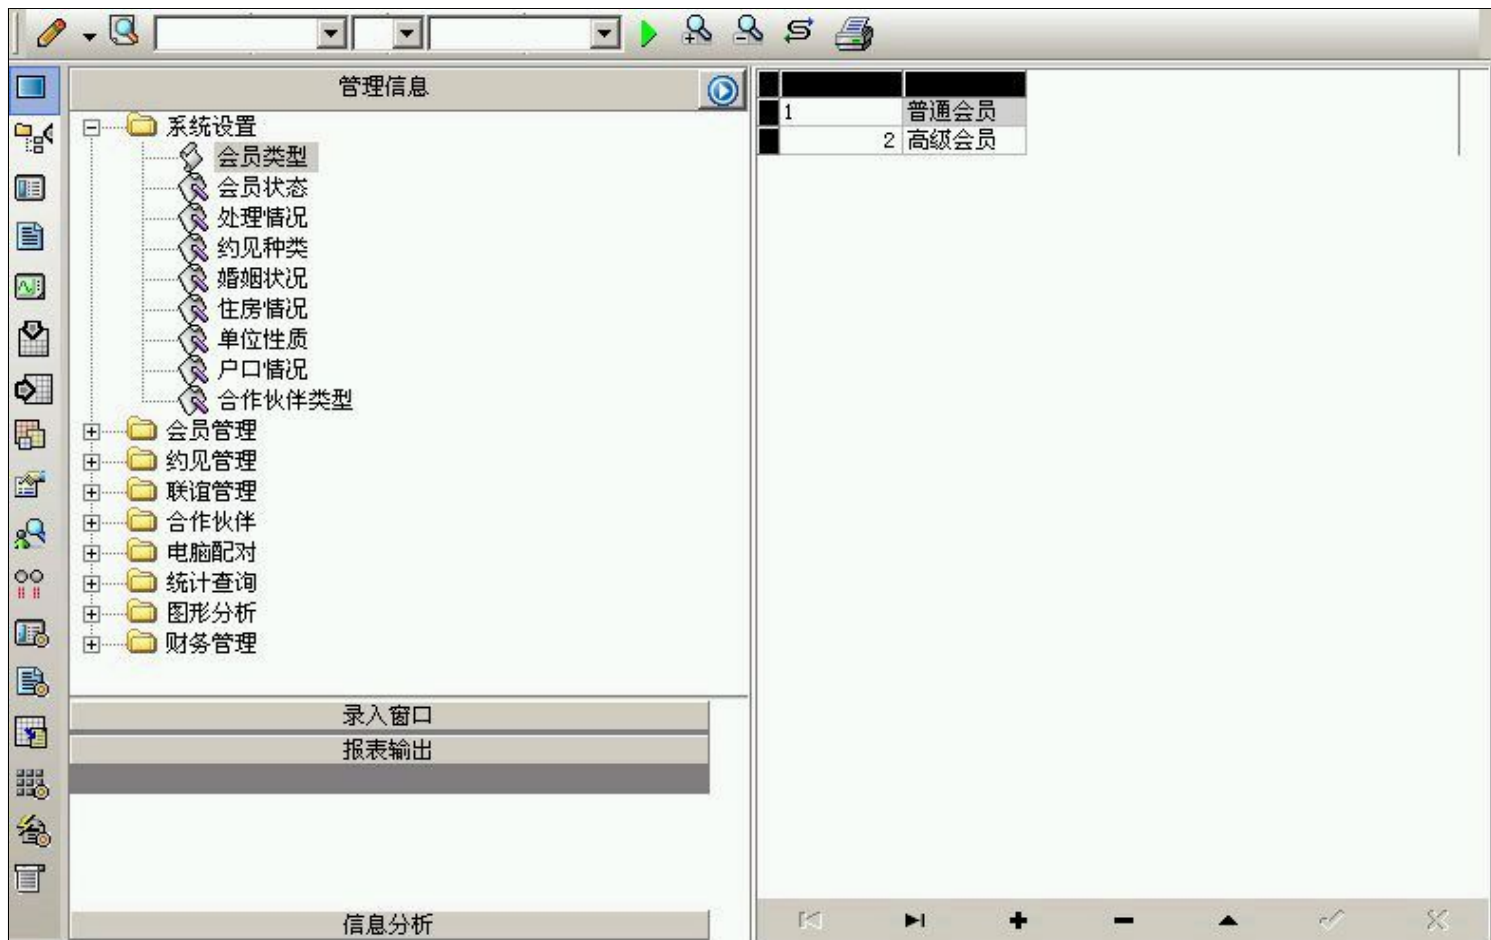 管理信息
系统设置
会员类型
会员状态
处理情况
约见种类
婚姻状况
住房情况
单位性质
户口情况
合作伙伴类型
会员管理
约见管理
联谊管理
合作伙伴
电脑配对
统计查询
图形分析
财务管理
录入窗口
报表输出
信息分析
1 普通会员
2 高级会员